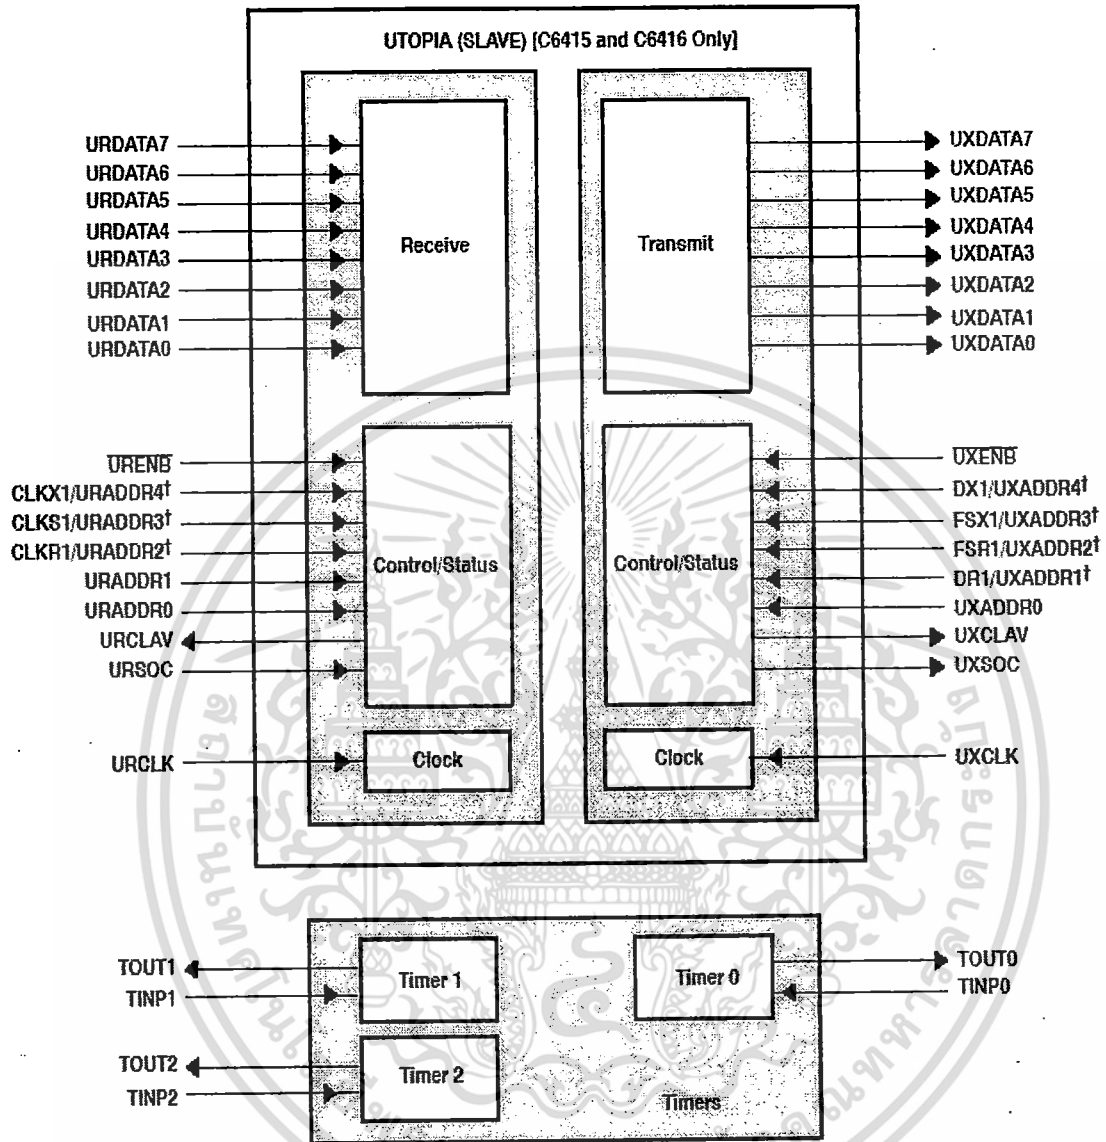 UTOPIA (SLAVE) [C6415 and C6416 Only]
URDATA7
URDATA6
URDATA5
URDATA4
URDATA3
URDATA2
URDATA1
URDATA0
Receive
Transmit
UXDATA7
UXDATA6
UXDATA5
UXDATA4
UXDATA3
UXDATA2
UXDATA1
UXDATA0
URENB
CLKX1/URADDR4†
CLKS1/URADDR3†
CLKR1/URADDR2†
URADDR1
URADDR0
URCLAV
URSOC
Control/Status
Control/Status
UXENB
DX1/UXADDR4†
FSX1/UXADDR3†
FSR1/UXADDR2†
DR1/UXADDR1†
UXADDR0
UXCLAV
UXSOC
URCLK
Clock
Clock
UXCLK
TOUT1
TINP1
Timer 1
Timer 0
TOUT0
TINP0
TOUT2
TINP2
Timer 2
Timers